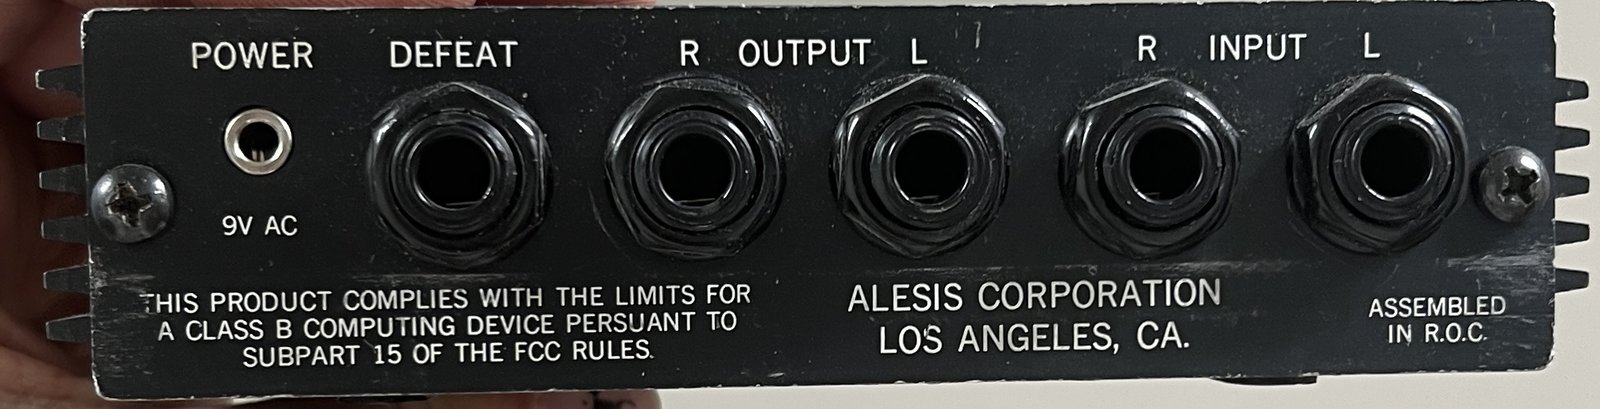 POWER DEFEAT R OUTPUT L R INPUT L
9V AC
THIS PRODUCT COMPLIES WITH THE LIMITS FOR
A CLASS B COMPUTING DEVICE PERSUANT TO
SUBPART 15 OF THE FCC RULES.
ALESIS CORPORATION
LOS ANGELES, CA.
ASSEMBLED
IN R.O.C.